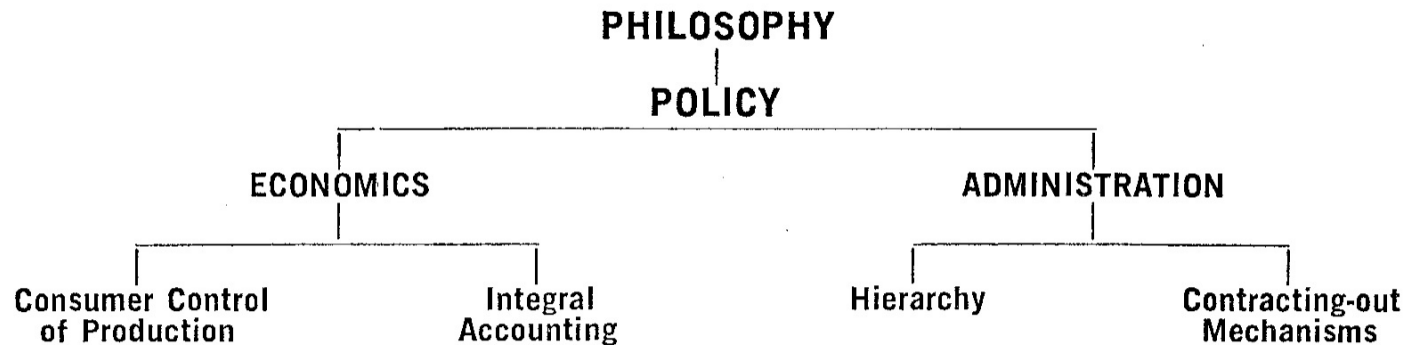 PHILOSOPHY
POLICY
ECONOMICS
ADMINISTRATION
Consumer Control
of Production
Integral
Accounting
Hierarchy
Contracting-out
Mechanisms